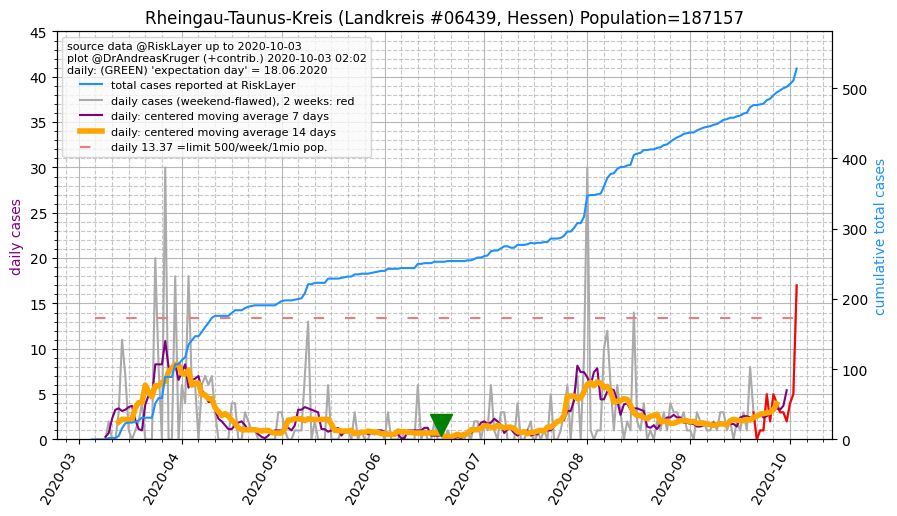 Rheingau-Taunus-Kreis (Landkreis #06439, Hessen) Population=187157
source data @RiskLayer up to 2020-10-03
plot @DrAndreasKruger (+contrib.) 2020-10-03 02:02
daily: (GREEN) 'expectation day' = 18.06.2020
total cases reported at RiskLayer
daily cases (weekend-flawed), 2 weeks: red
daily: centered moving average 7 days
daily: centered moving average 14 days
daily 13.37 =limit 500/week/1mio pop.
daily cases
45
40
35
30
25
20
15
10
5
0
cumulative total cases
500
400
300
200
100
0
2020-03
2020-04
2020-05
2020-06
2020-07
2020-08
2020-09
2020-10